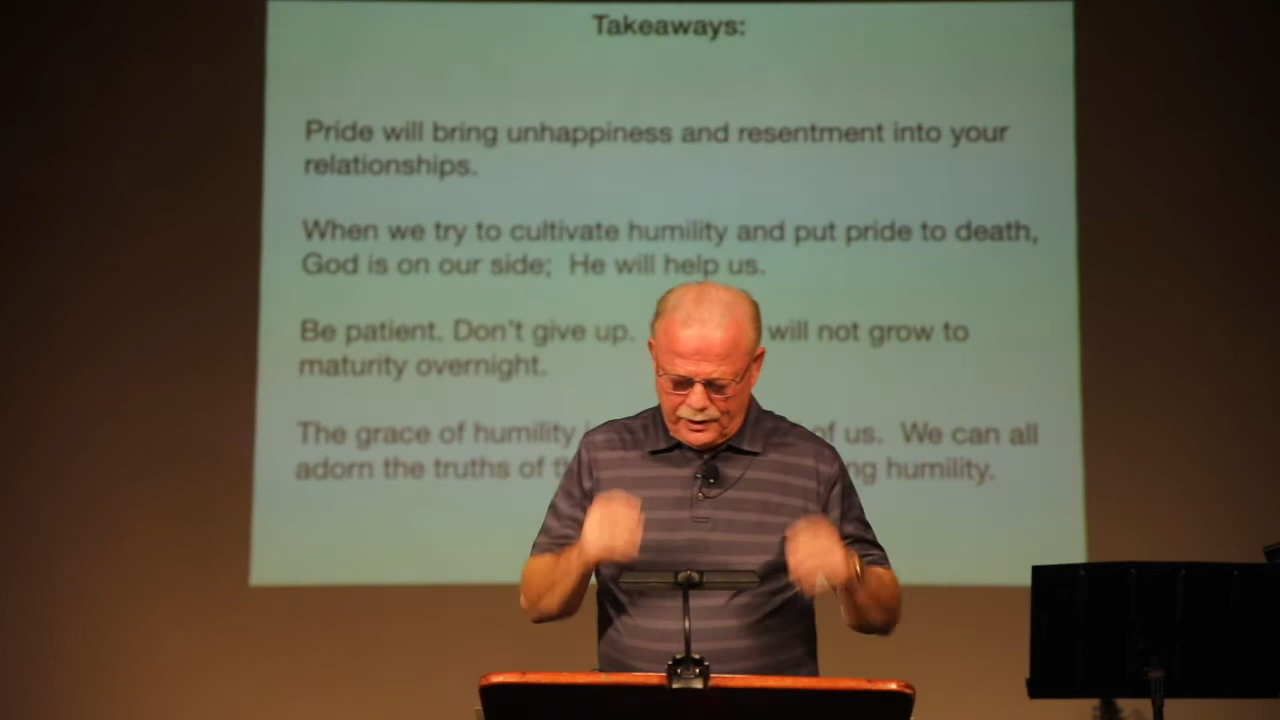 Takeaways:
Pride will bring unhappiness and resentment into your
relationships.
When we try to cultivate humility and put pride to death,
God is on our side; He will help us.
Be patient. Don't give up. will not grow to
maturity overnight.
The grace of humility of us. We can all
adorn the truths of humility.